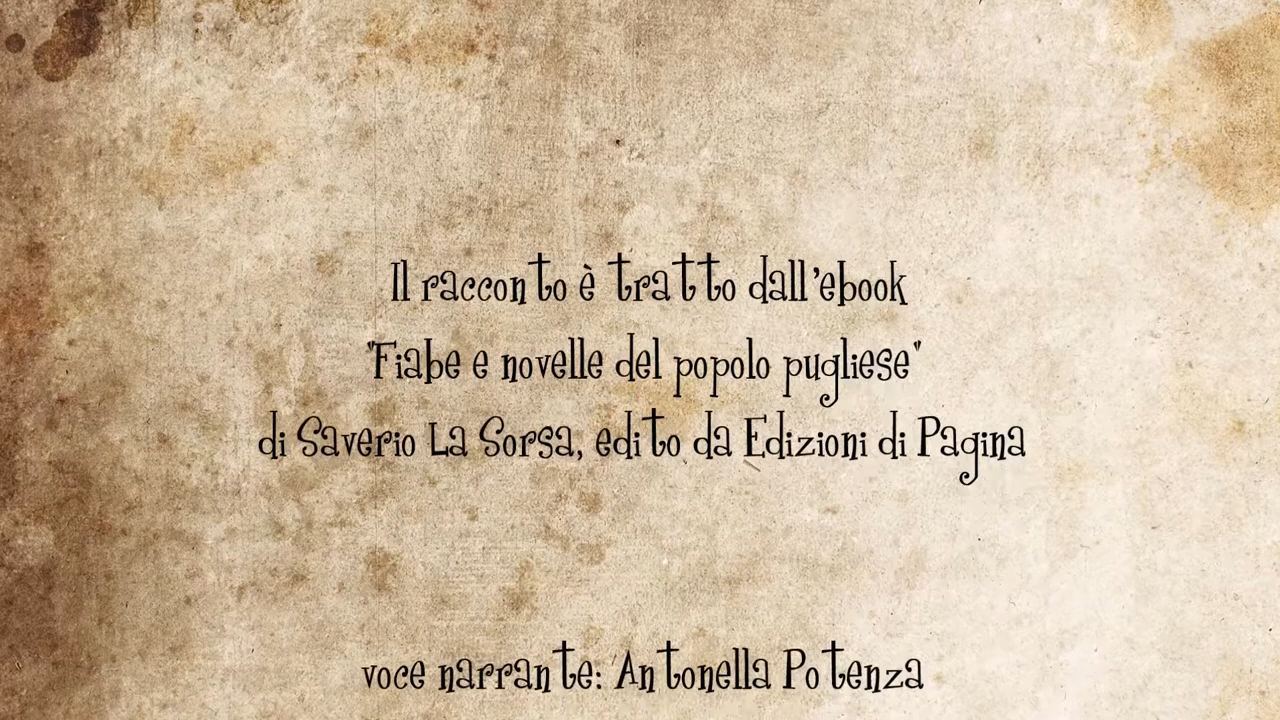 Il racconto è tratto dall'ebook
"Fiabe e novelle del popolo pugliese"
di Saverio La Sorsa, edito da Edizioni di Pagina
voce narrante: Antonella Potenza